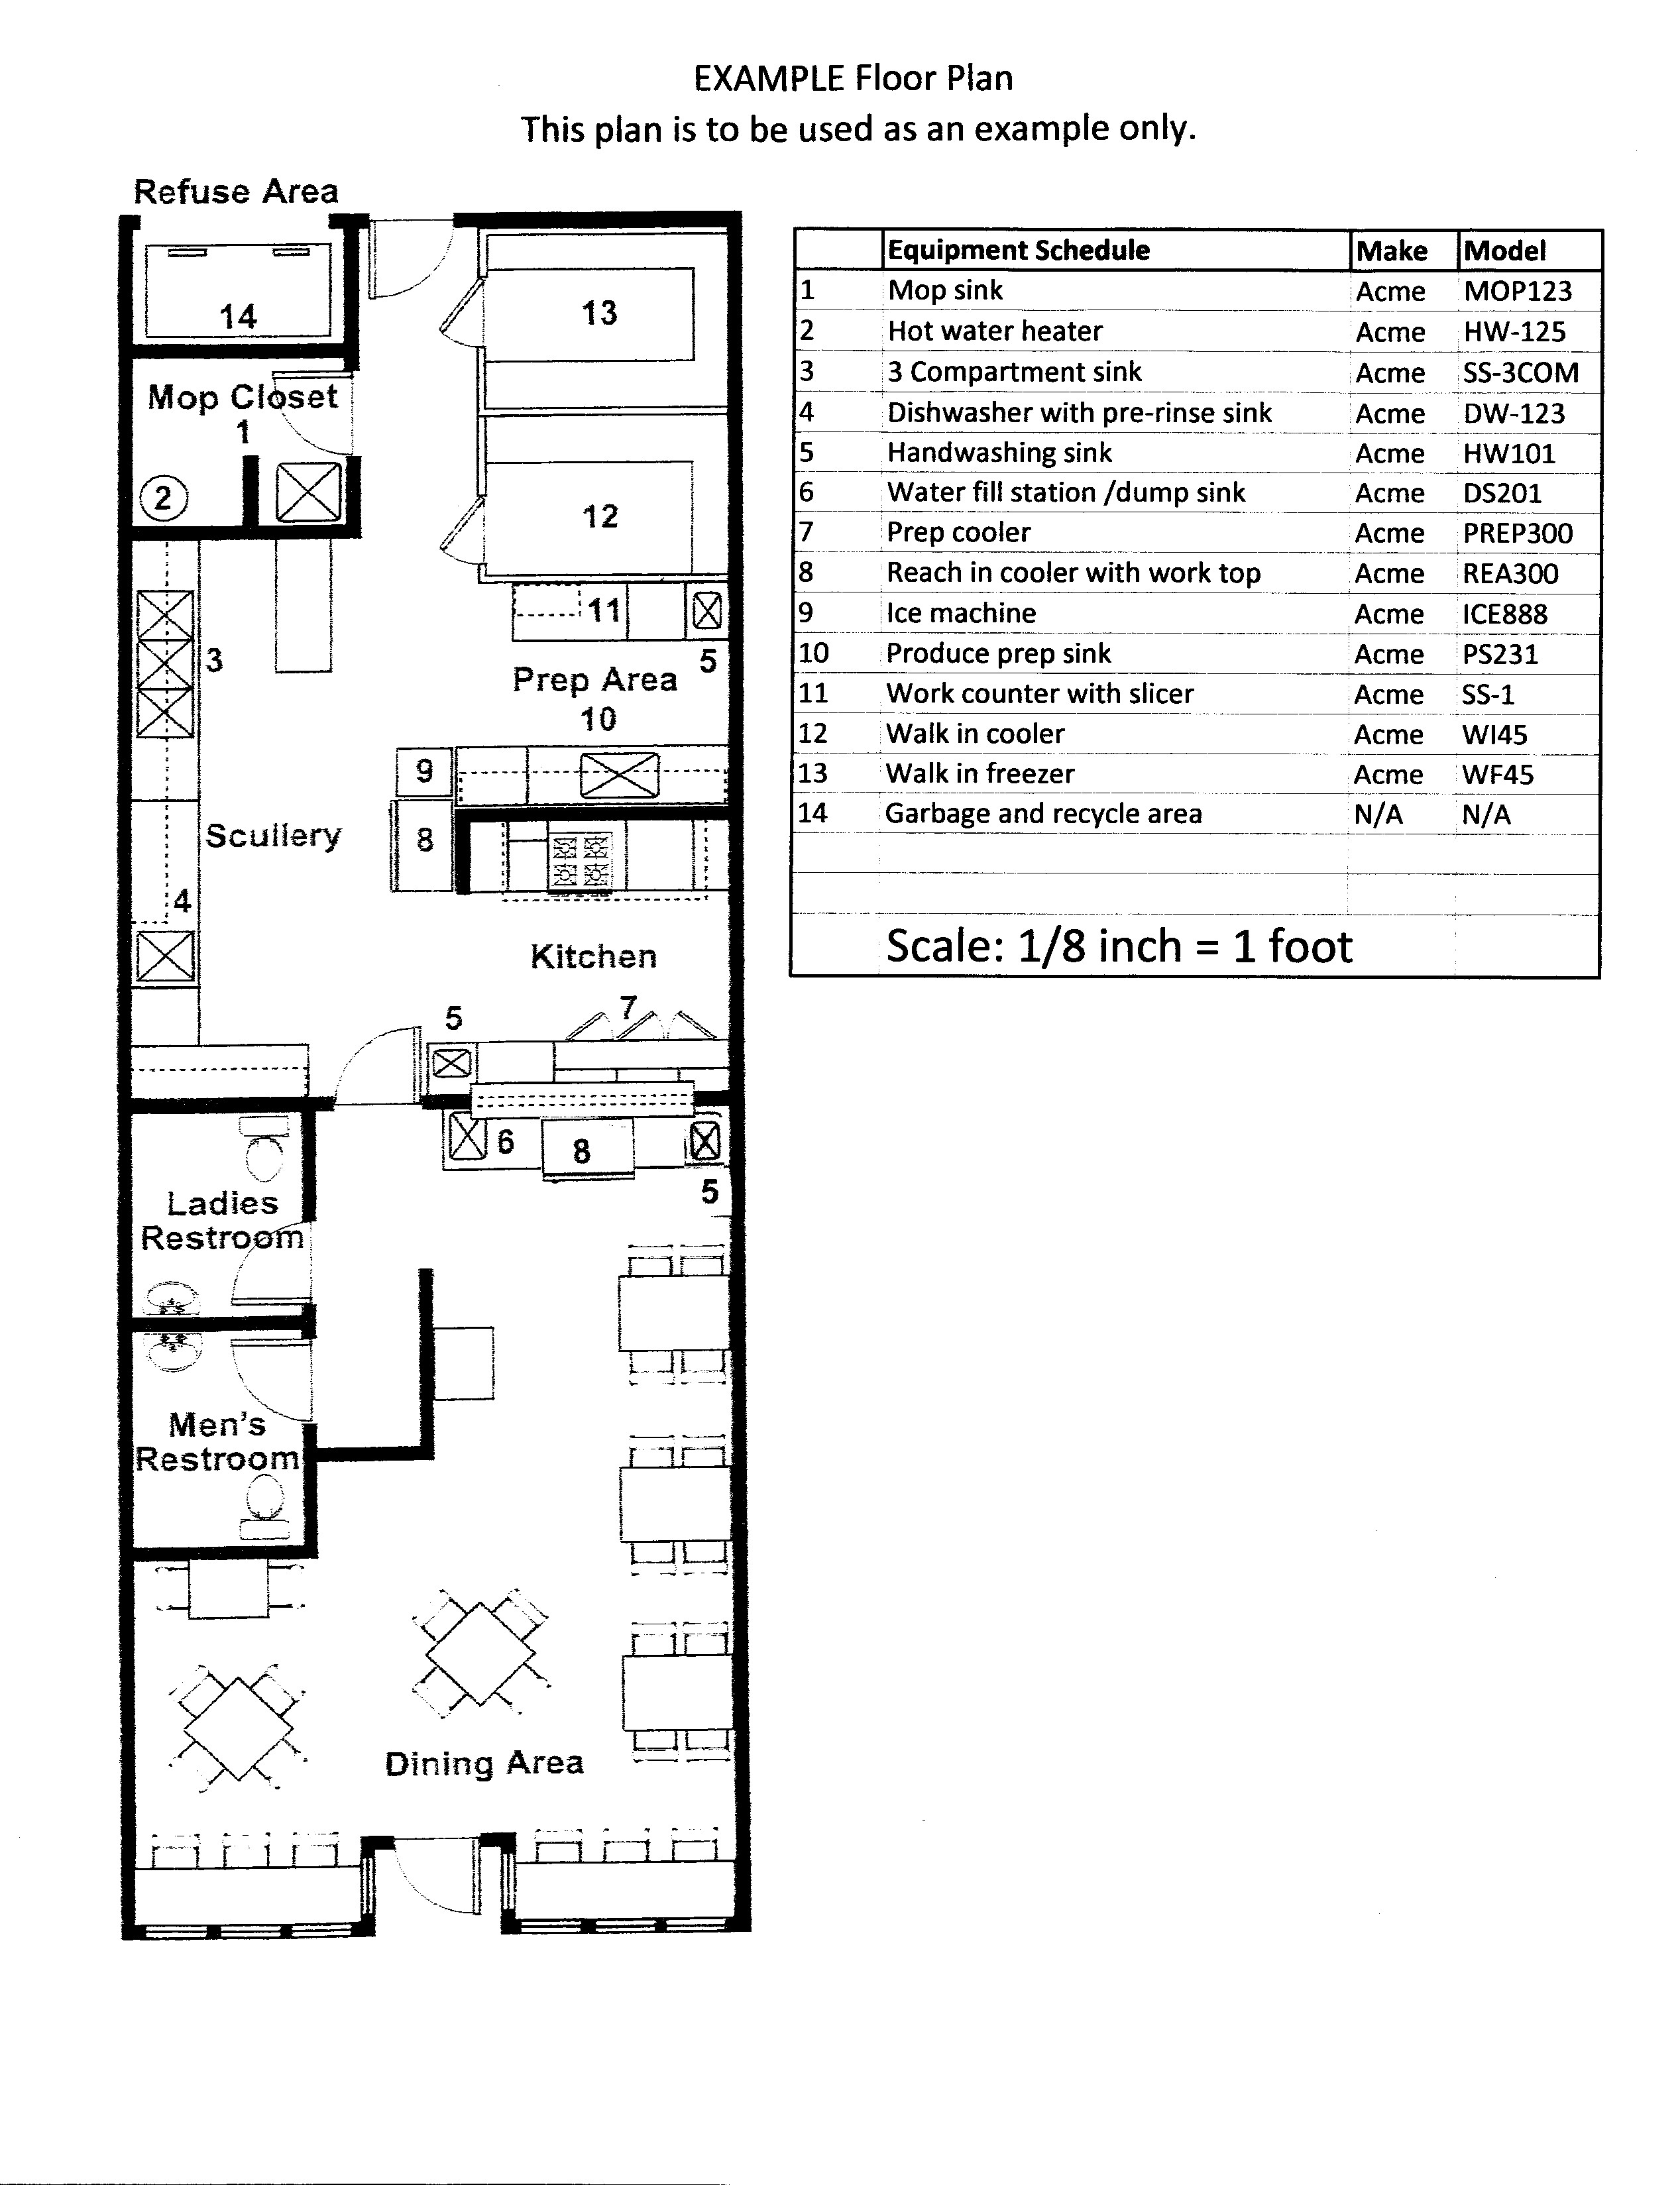 EXAMPLE Floor Plan
This plan is to be used as an example only.
Refuse Area
14
13
Mop Closet
1
2
12
11
3
5
Prep Area
10
9
Scullery
8
4
Kitchen
5
7
6
8
5
Ladies
Restroom
Men's
Restroom
Dining Area
Equipment Schedule Make Model
1 Mop sink Acme MOP123
2 Hot water heater Acme HW-125
3 3 Compartment sink Acme SS-3COM
4 Dishwasher with pre-rinse sink Acme DW-123
5 Handwashing sink Acme HW101
6 Water fill station /dump sink Acme DS201
7 Prep cooler Acme PREP300
8 Reach in cooler with work top Acme REA300
9 Ice machine Acme ICE888
10 Produce prep sink Acme PS231
11 Work counter with slicer Acme SS-1
12 Walk in cooler Acme WI45
13 Walk in freezer Acme WF45
14 Garbage and recycle area N/A N/A
Scale: 1/8 inch = 1 foot